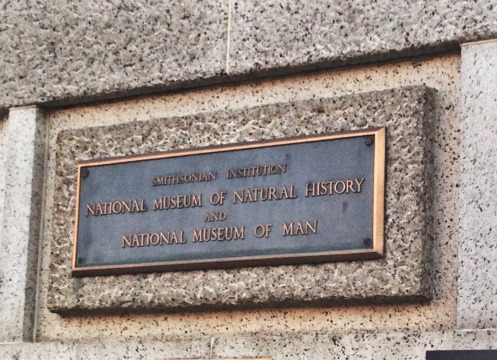 SMITHSONIAN INSTITUTION
NATIONAL MUSEUM OF NATURAL HISTORY
AND
NATIONAL MUSEUM OF MAN